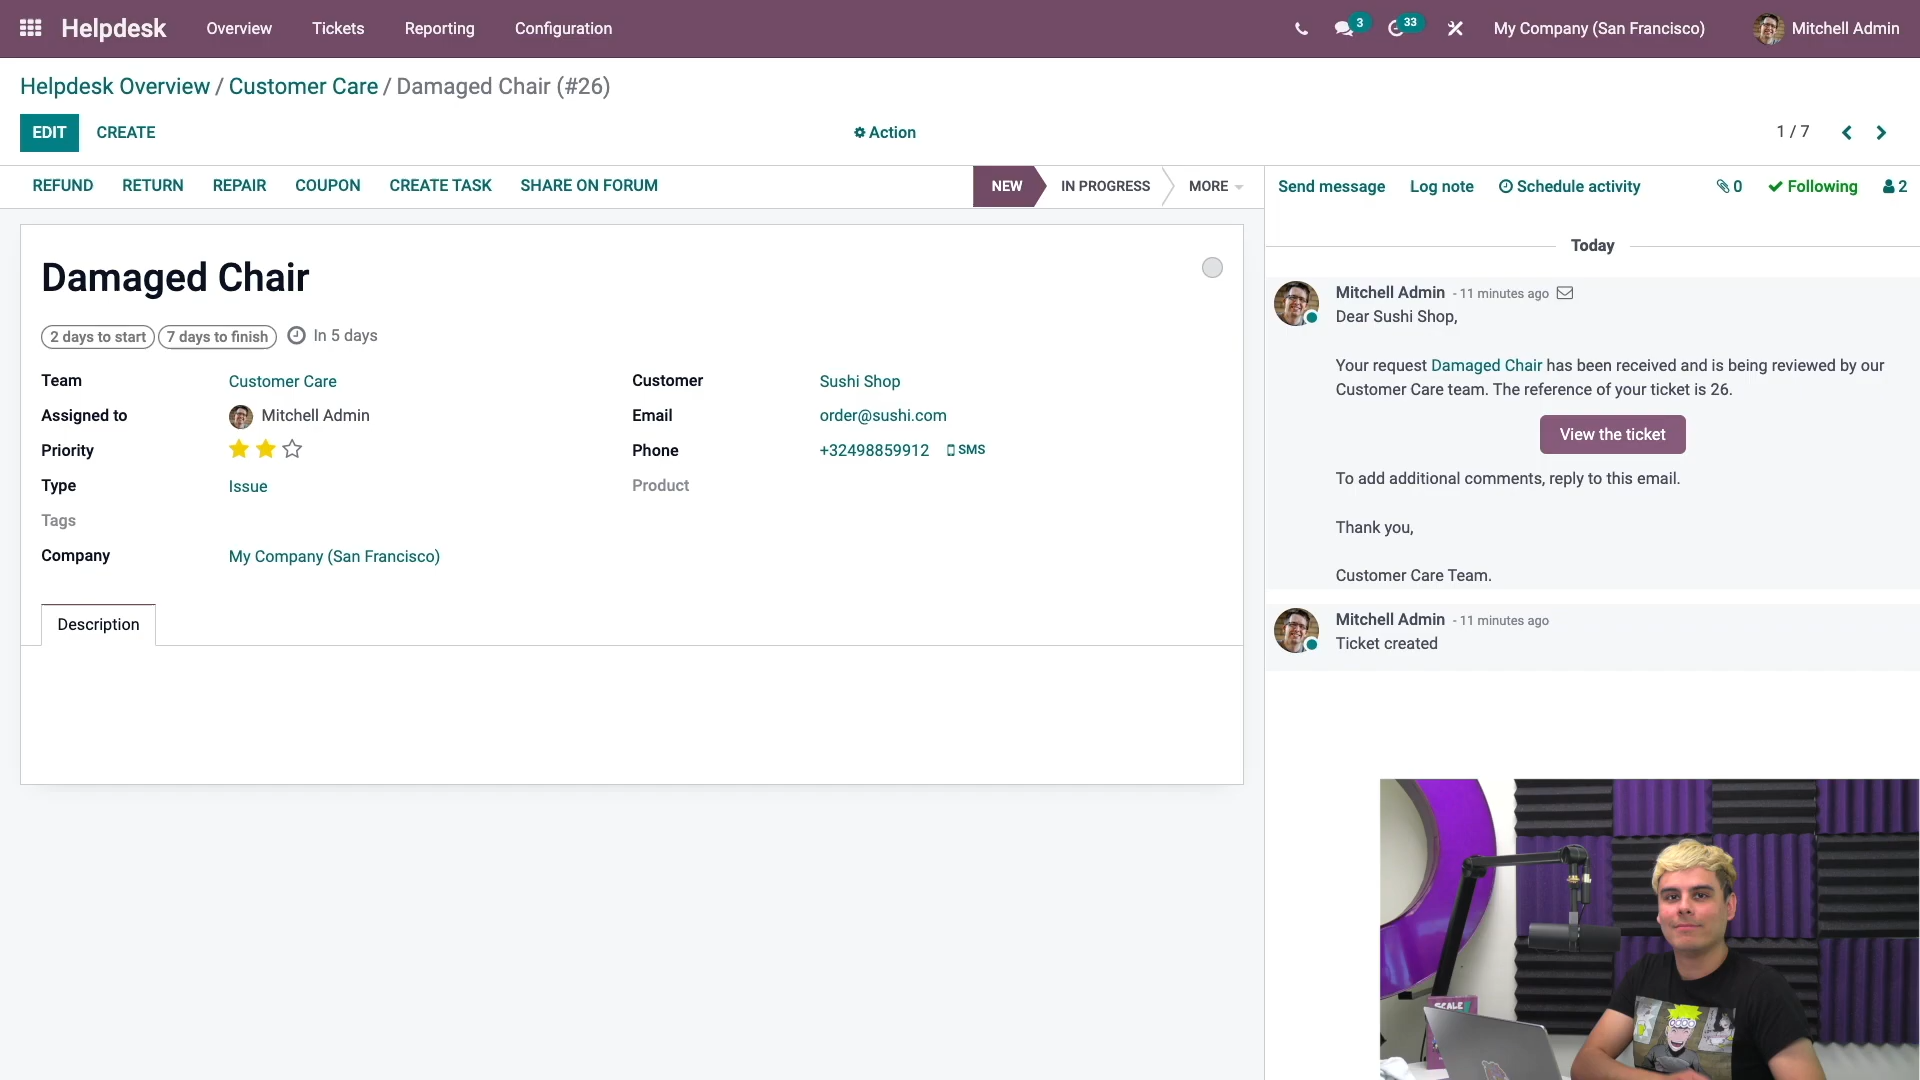 Helpdesk Overview Tickets Reporting Configuration 3 33 My Company (San Francisco) Mitchell Admin
Helpdesk Overview / Customer Care / Damaged Chair (#26)
EDIT CREATE Action 1 / 7
REFUND RETURN REPAIR COUPON CREATE TASK SHARE ON FORUM NEW IN PROGRESS MORE
Send message Log note Schedule activity 0 Following 2
Damaged Chair
2 days to start 7 days to finish In 5 days
Team Customer Care
Assigned to Mitchell Admin
Priority
Type Issue
Tags
Company My Company (San Francisco)
Customer Sushi Shop
Email order@sushi.com
Phone +32498859912 SMS
Product
Description
Today
Mitchell Admin - 11 minutes ago
Dear Sushi Shop,
Your request Damaged Chair has been received and is being reviewed by our
Customer Care team. The reference of your ticket is 26.
View the ticket
To add additional comments, reply to this email.
Thank you,
Customer Care Team.
Mitchell Admin - 11 minutes ago
Ticket created
SCALE